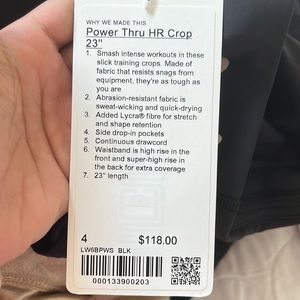 WHY WE MADE THIS
Power Thru HR Crop
23"
1. Smash intense workouts in these
slick training crops. Made of
fabric that resists snags from
equipment, they're as tough as
you are
2. Abrasion-resistant fabric is
sweat-wicking and quick-drying
3. Added Lycra® fibre for stretch
and shape retention
4. Side drop-in pockets
5. Continuous drawcord
6. Waistband is high rise in the
front and super-high rise in
the back for extra coverage
7. 23" length
4 $118.00
LW6BPWS BLK
000133900203